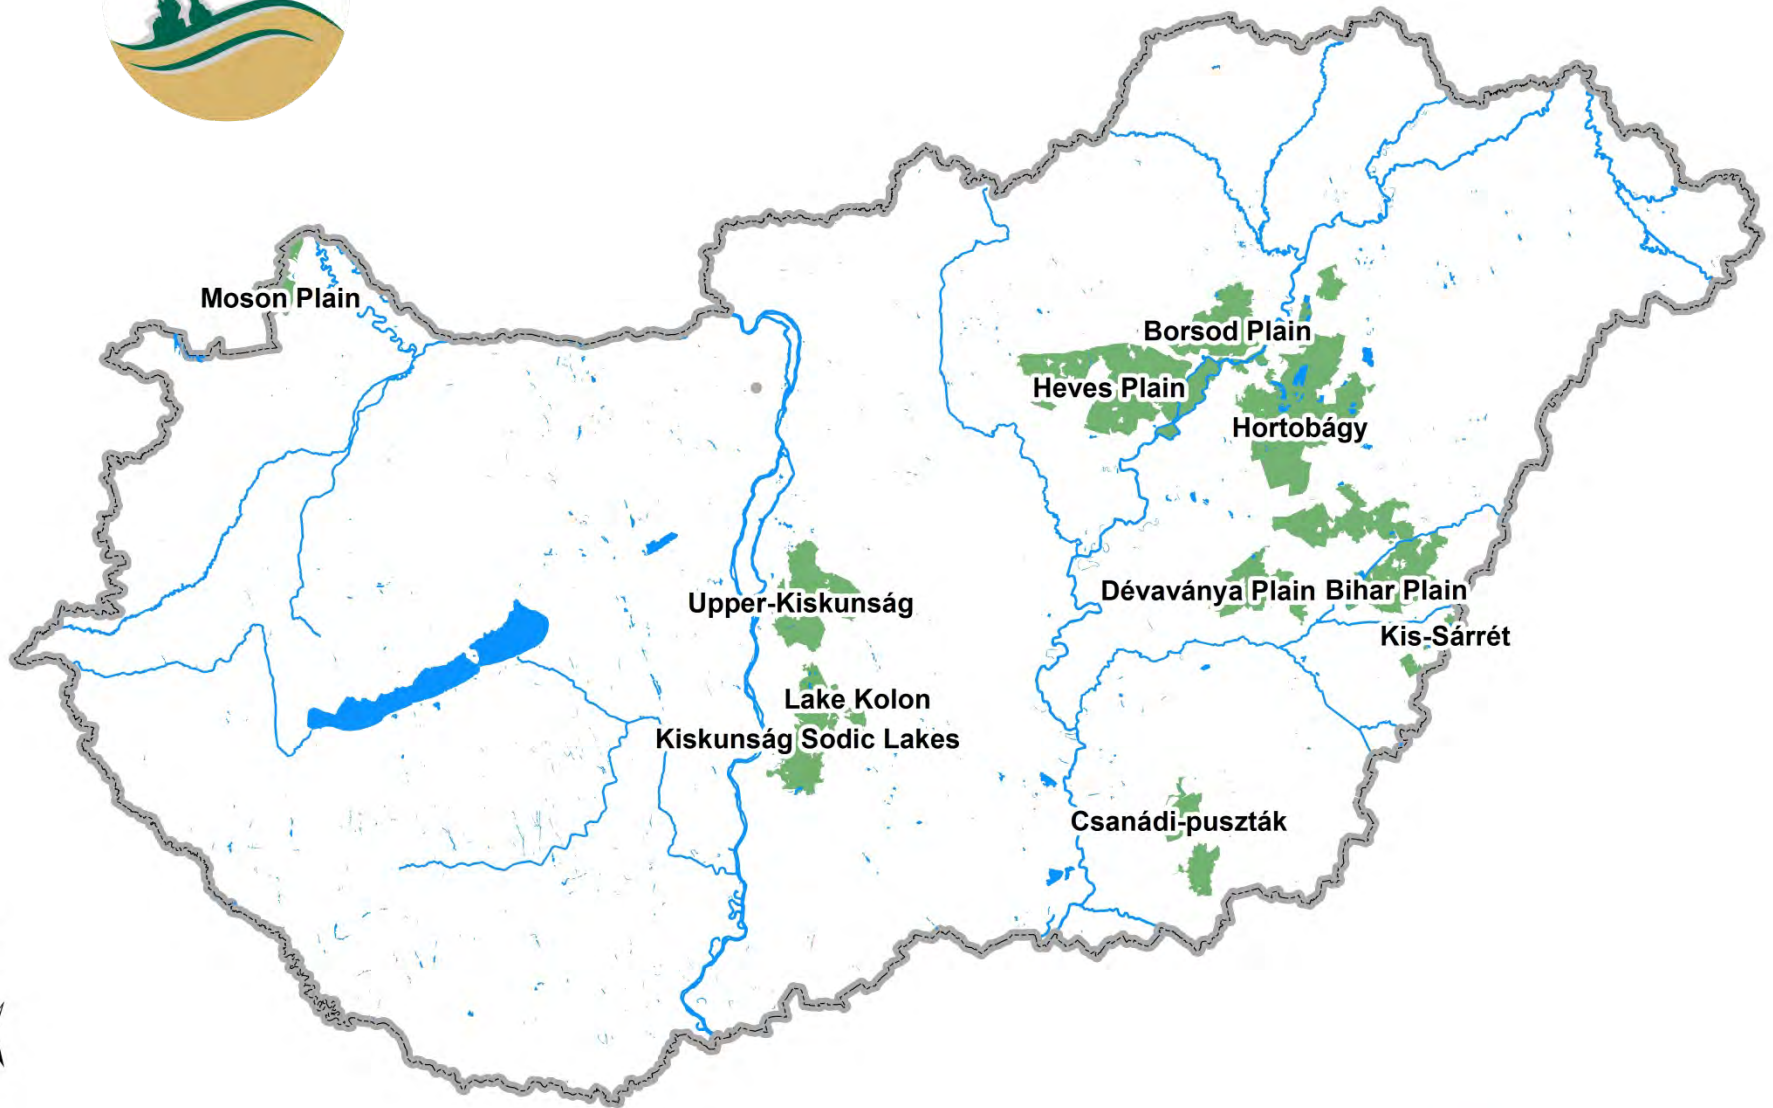 Moson Plain
Borsod Plain
Heves Plain
Hortobágy
Dévaványa Plain
Bihar Plain
Upper-Kiskunság
Kis-Sárrét
Lake Kolon
Kiskunság Sodic Lakes
Csanádi-puszták